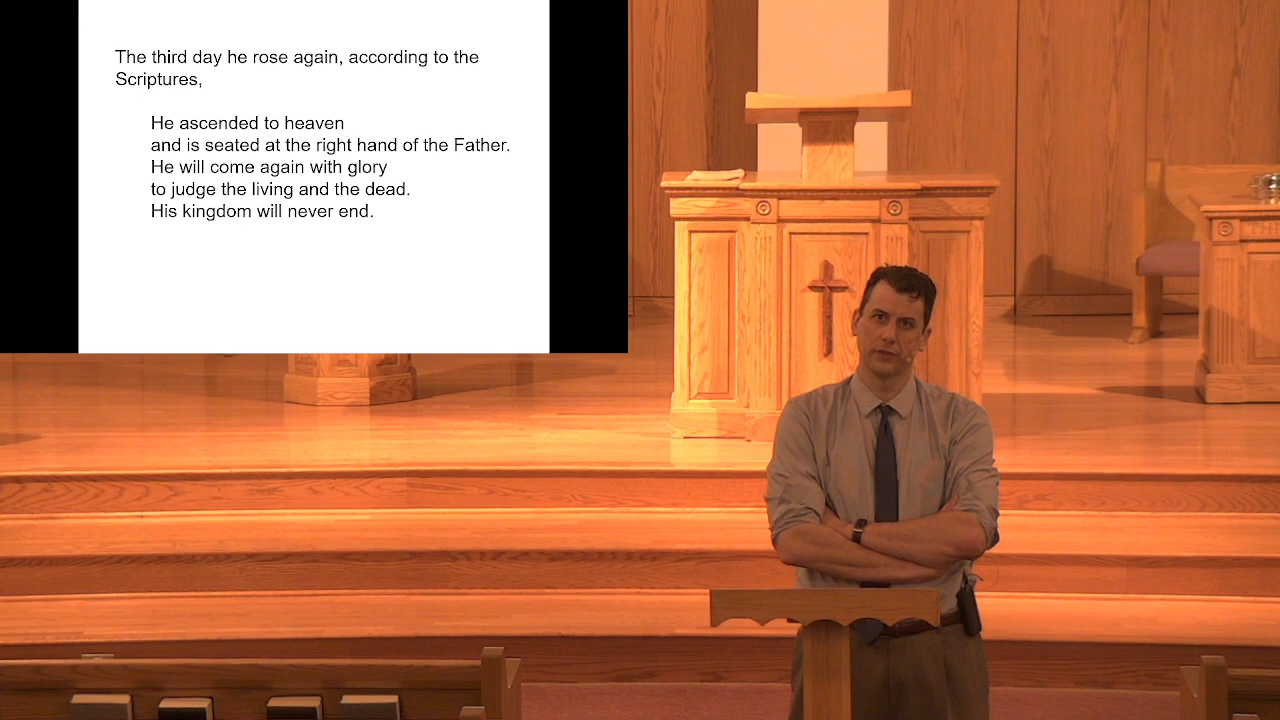 The third day he rose again, according to the
Scriptures,
He ascended to heaven
and is seated at the right hand of the Father.
He will come again with glory
to judge the living and the dead.
His kingdom will never end.